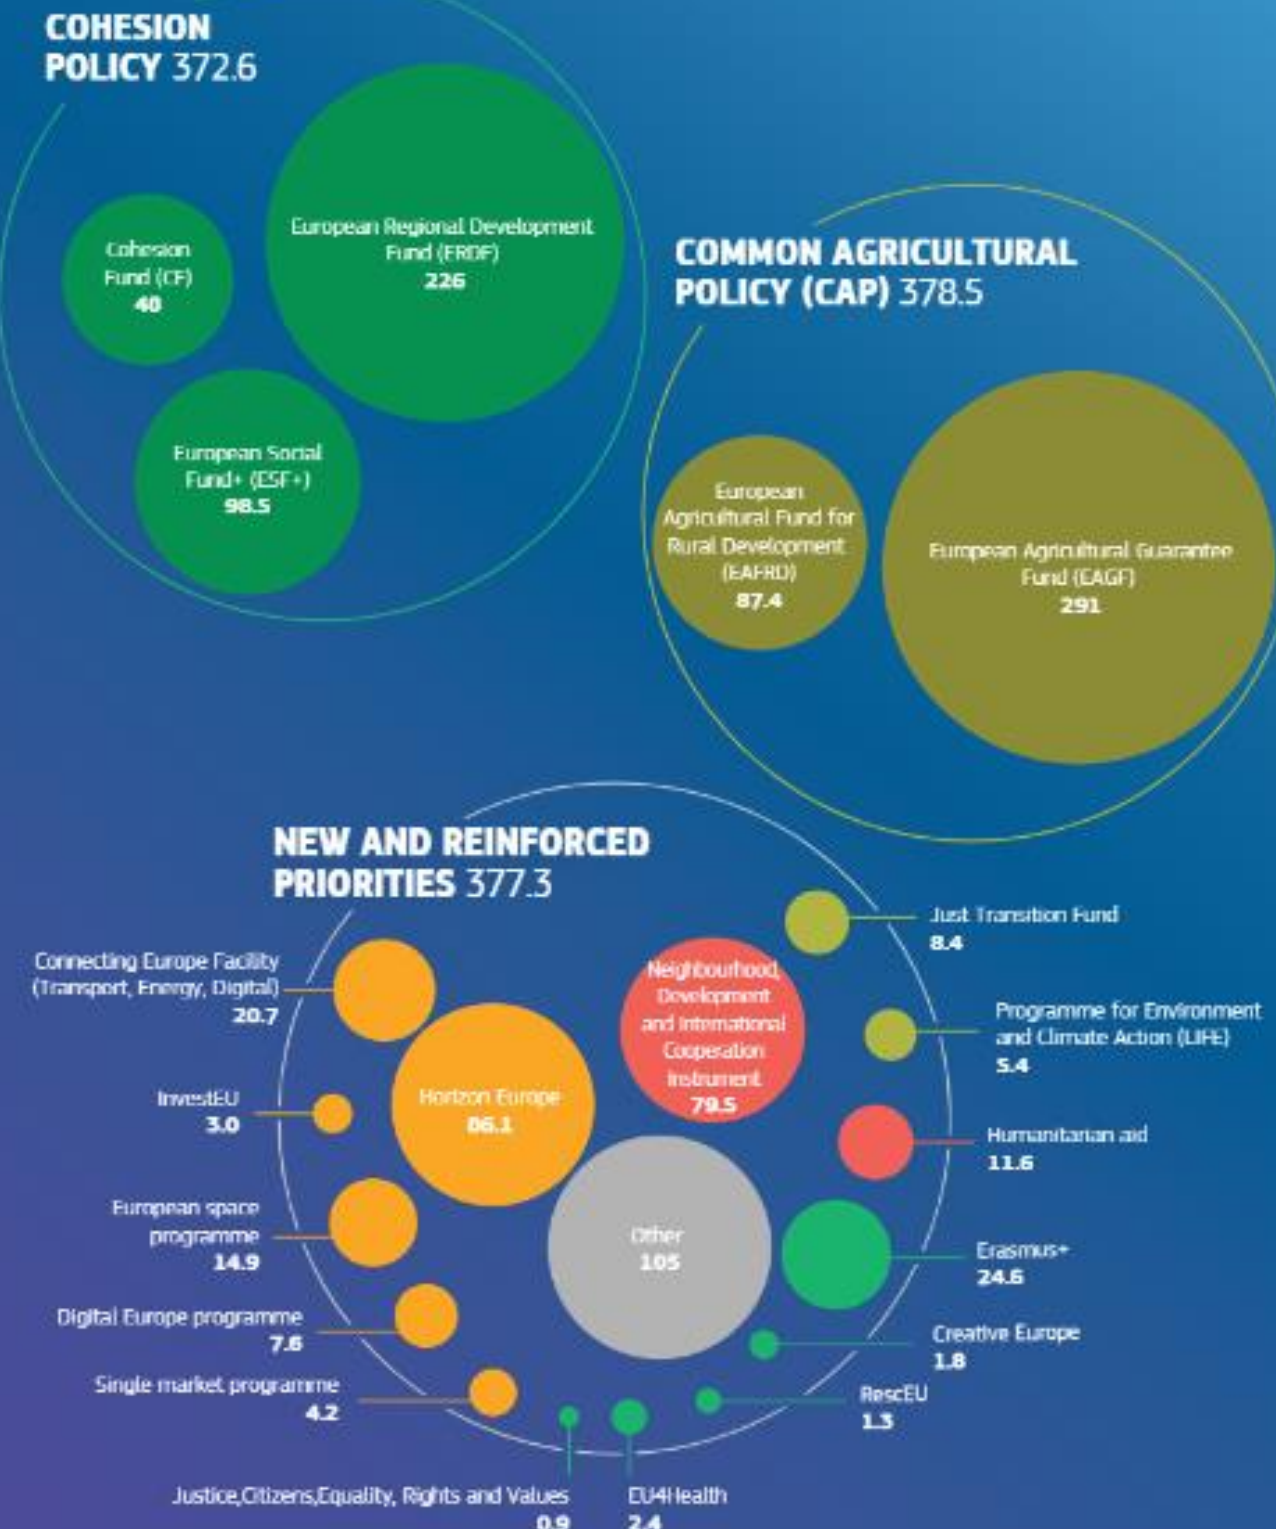 COHESION
POLICY 372.6
European Regional Development
Fund (ERDF)
226
Cohesion
Fund (CF)
48
European Social
Fund+ (ESF+)
98.5
COMMON AGRICULTURAL
POLICY (CAP) 378.5
European
Agricultural Fund for
Rural Development
(EAFRD)
87.4
European Agricultural Guarantee
Fund (EAGF)
291
NEW AND REINFORCED
PRIORITIES 377.3
Connecting Europe Facility
(Transport, Energy, Digital)
20.7
InvestEU
3.0
Horizon Europe
86.1
European space
programme
14.9
Digital Europe programme
7.6
Single market programme
4.2
Justice,Citizens,Equality, Rights and Values
0.9
EU4Health
2.4
Neighbourhood,
Development
and International
Cooperation
Instrument
79.5
Other
105
Just Transition Fund
8.4
Programme for Environment
and Climate Action (LIFE)
5.4
Humanitarian aid
11.6
Erasmus+
24.6
Creative Europe
1.8
RescEU
1.3